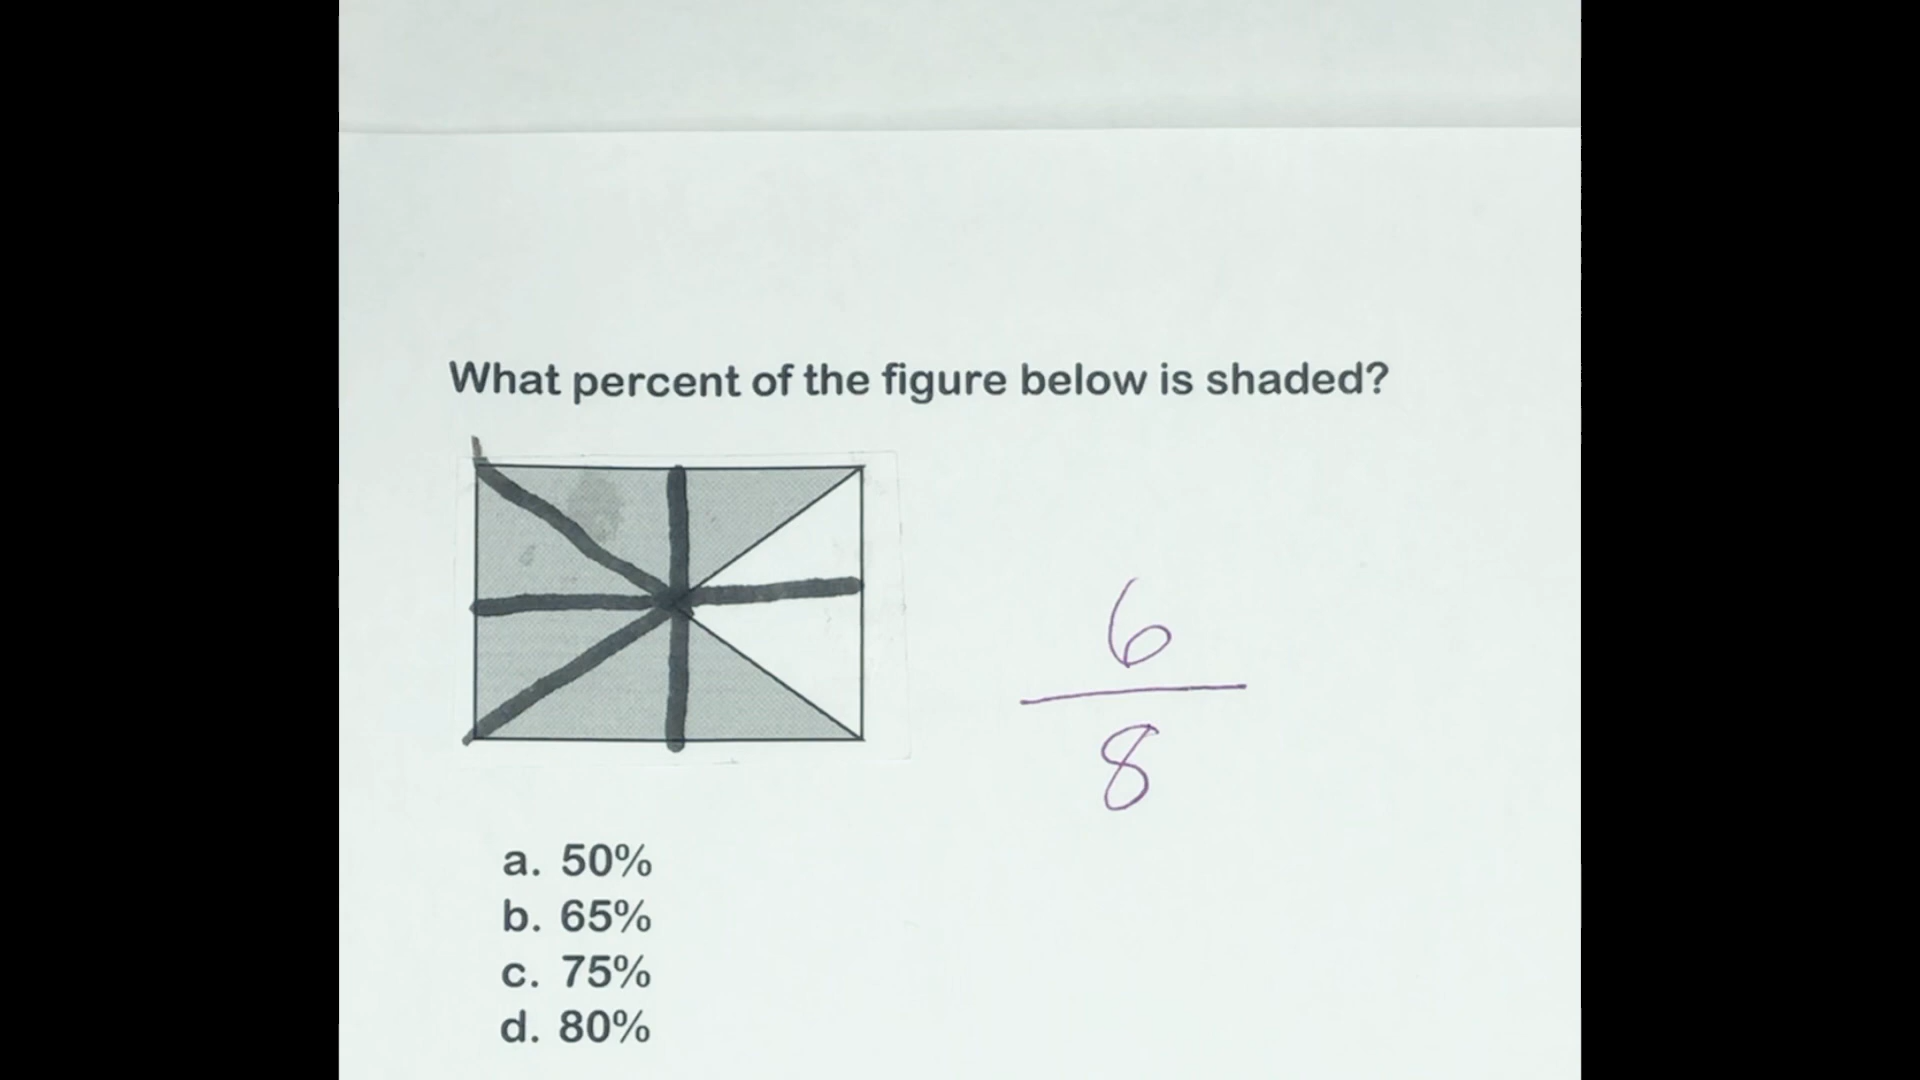 What percent of the figure below is shaded?
6
8
a. 50%
b. 65%
c. 75%
d. 80%